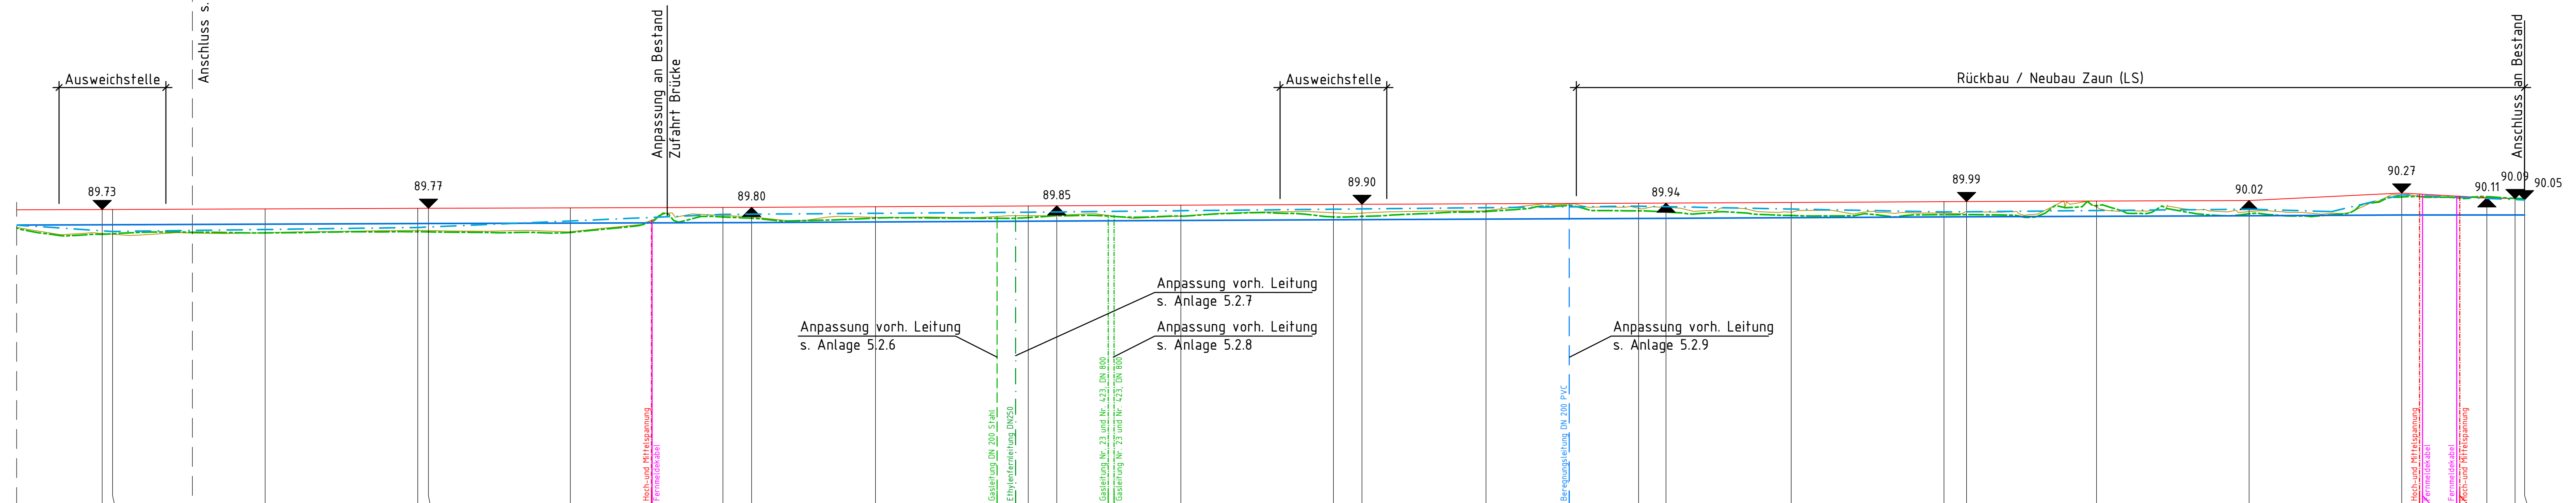 Ausweichstelle
Anschluss s.
Anpassung an Bestand
Zufahrt Brücke
Ausweichstelle
Rückbau / Neubau Zaun (LS)
Anschluss an Bestand
89.73
89.77
89.80
89.85
89.90
89.94
89.99
90.02
90.27
90.11
90.09
90.05
Anpassung vorh. Leitung
s. Anlage 5.2.7
Anpassung vorh. Leitung
s. Anlage 5.2.6
Anpassung vorh. Leitung
s. Anlage 5.2.8
Anpassung vorh. Leitung
s. Anlage 5.2.9
Hoch-und Mittelspannung
Fernmeldekabel
Gasleitung DN 200 Stahl
Ethylenfernleitung DN250
Gasleitung Nr. 23 und Nr. 423, DN 800
Gasleitung Nr. 23 und Nr. 423, DN 800
Beregnungsleitung DN 200 PVC
Hoch-und Mittelspannung
Fernmeldekabel
Fernmeldekabel
Hoch-und Mittelspannung